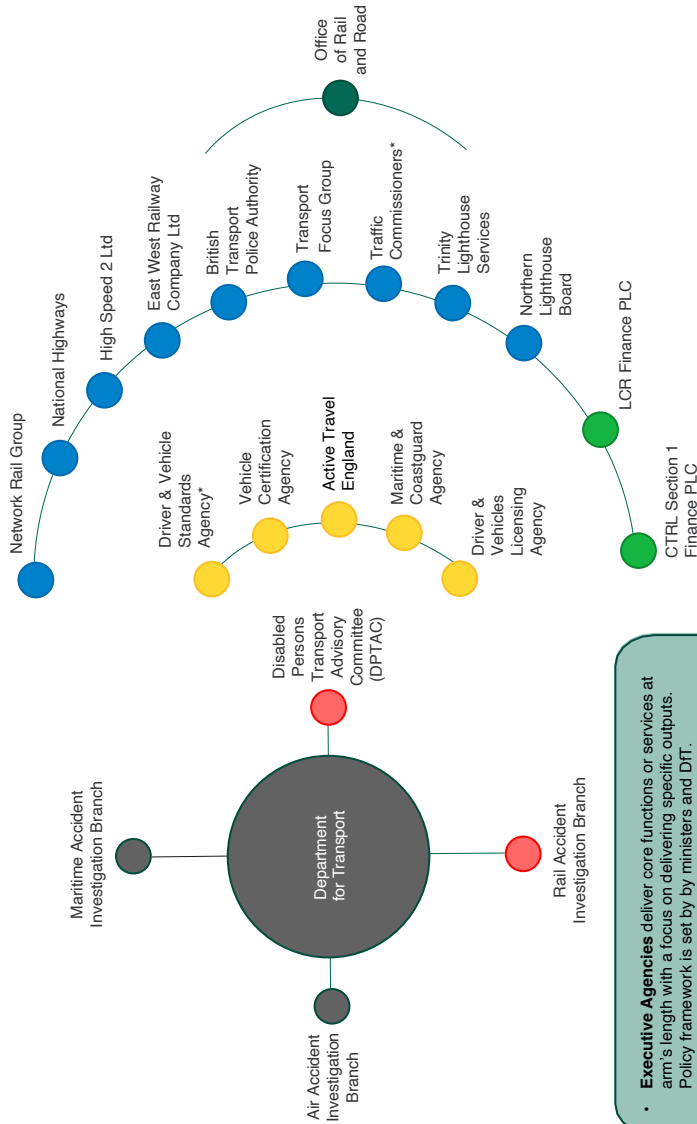 Maritime Accident
Investigation Branch
Air Accident
Investigation
Branch
Department
for Transport
Rail Accident
Investigation Branch
Disabled
Persons
Transport
Advisory
Committee
(DPTAC)
Driver & Vehicle
Standards
Agency*
Vehicle
Certification
Agency
Active Travel
England
Maritime &
Coastguard
Agency
Driver &
Vehicles
Licensing
Agency
Network Rail Group
National Highways
High Speed 2 Ltd
East West Railway
Company Ltd
British
Transport
Police Authority
Transport
Focus Group
Traffic
Commissioners*
Trinity
Lighthouse
Services
Northern
Lighthouse
Board
LCR Finance PLC
CTRL Section 1
Finance PLC
Office
of Rail
and Road
• Executive Agencies deliver core functions or services at
arm's length with a focus on delivering specific outputs.
Policy framework is set by by ministers and DfT.